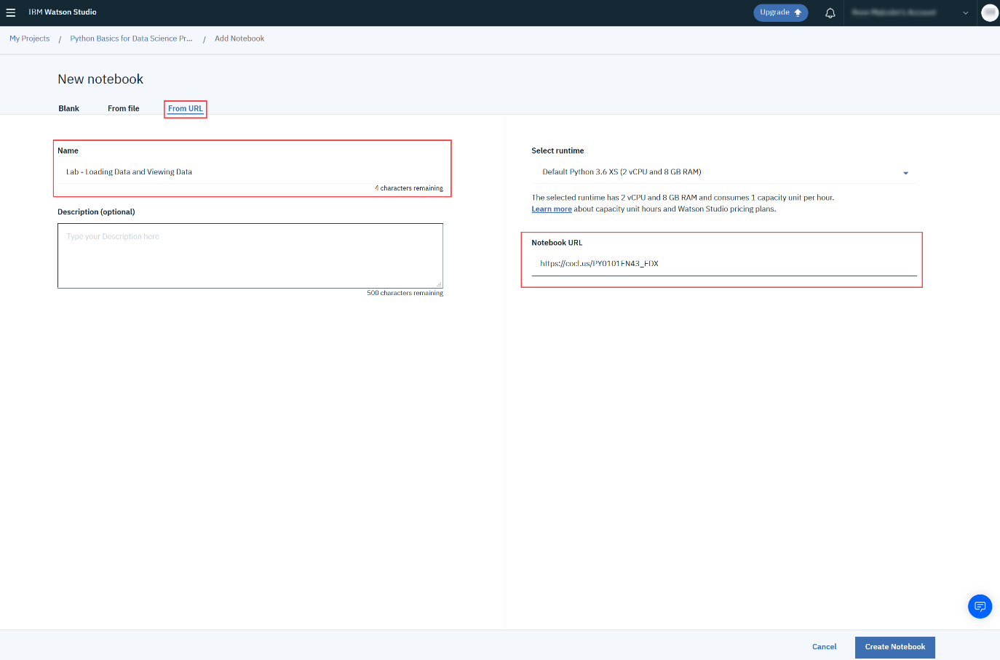 IBM Watson Studio
Upgrade
My Projects / Python Basics for Data Science Pr... / Add Notebook
New notebook
Blank From file From URL
Name
Lab - Loading Data and Viewing Data
4 characters remaining
Description (optional)
Type your Description here
500 characters remaining
Select runtime
Default Python 3.6 XS (2 vCPU and 8 GB RAM)
The selected runtime has 2 vCPU and 8 GB RAM and consumes 1 capacity unit per hour.
Learn more about capacity unit hours and Watson Studio pricing plans.
Notebook URL
https://cocl.us/PY0101EN43_EDX
Cancel
Create Notebook